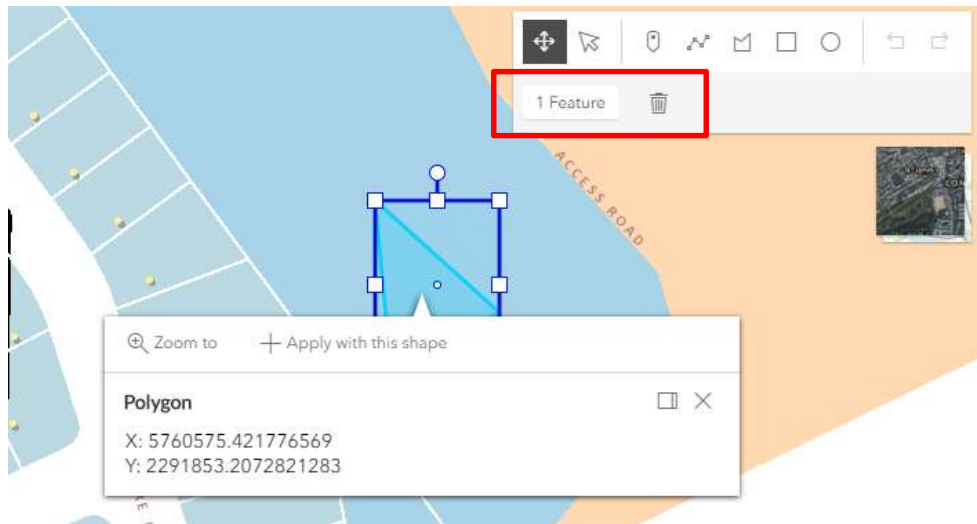 1 Feature
ACCESS ROAD
Zoom to
Apply with this shape
Polygon
X: 5760575.421776569
Y: 2291853.2072821283